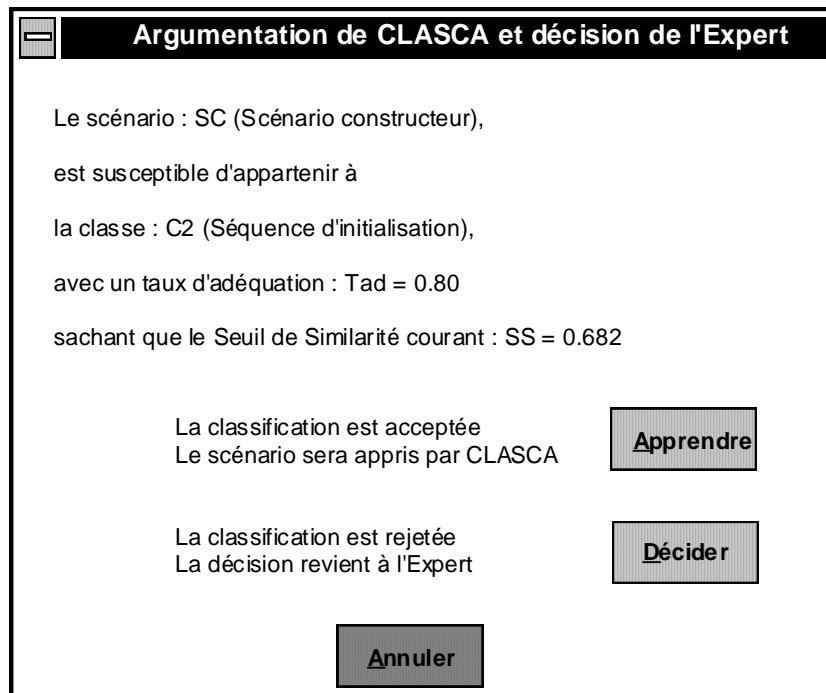 Argumentation de CLASCA et décision de l'Expert
Le scénario : SC (Scénario constructeur),
est susceptible d'appartenir à
la classe : C2 (Séquence d'initialisation),
avec un taux d'adéquation : Tad = 0.80
sachant que le Seuil de Similarité courant : SS = 0.682
La classification est acceptée
Le scénario sera appris par CLASCA
Apprendre
La classification est rejetée
La décision revient à l'Expert
Décider
Annuler